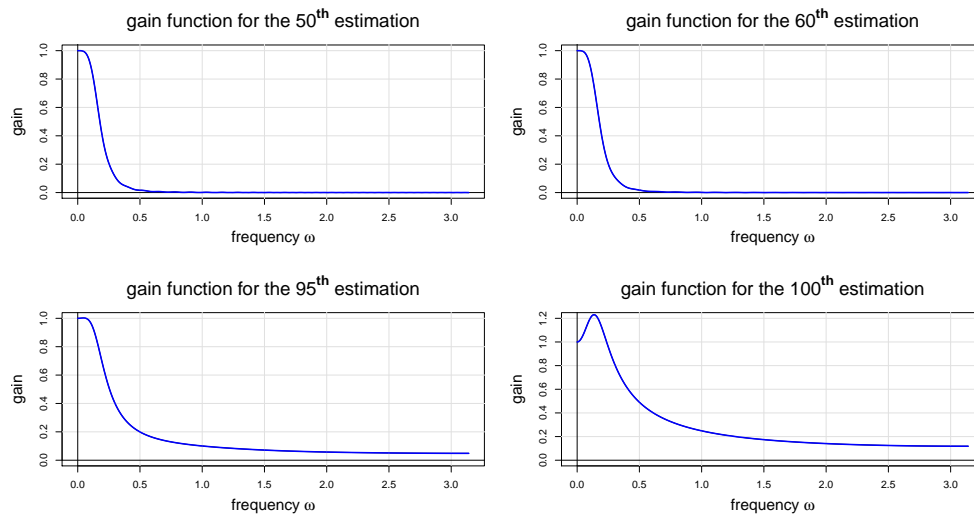 gain function for the 50th estimation
gain
1.0
0.8
0.6
0.4
0.2
0.0
0.0 0.5 1.0 1.5 2.0 2.5 3.0
frequency ω
gain function for the 60th estimation
gain
1.0
0.8
0.6
0.4
0.2
0.0
0.0 0.5 1.0 1.5 2.0 2.5 3.0
frequency ω
gain function for the 95th estimation
gain
1.0
0.8
0.6
0.4
0.2
0.0
0.0 0.5 1.0 1.5 2.0 2.5 3.0
frequency ω
gain function for the 100th estimation
gain
1.2
1.0
0.8
0.6
0.4
0.2
0.0
0.0 0.5 1.0 1.5 2.0 2.5 3.0
frequency ω